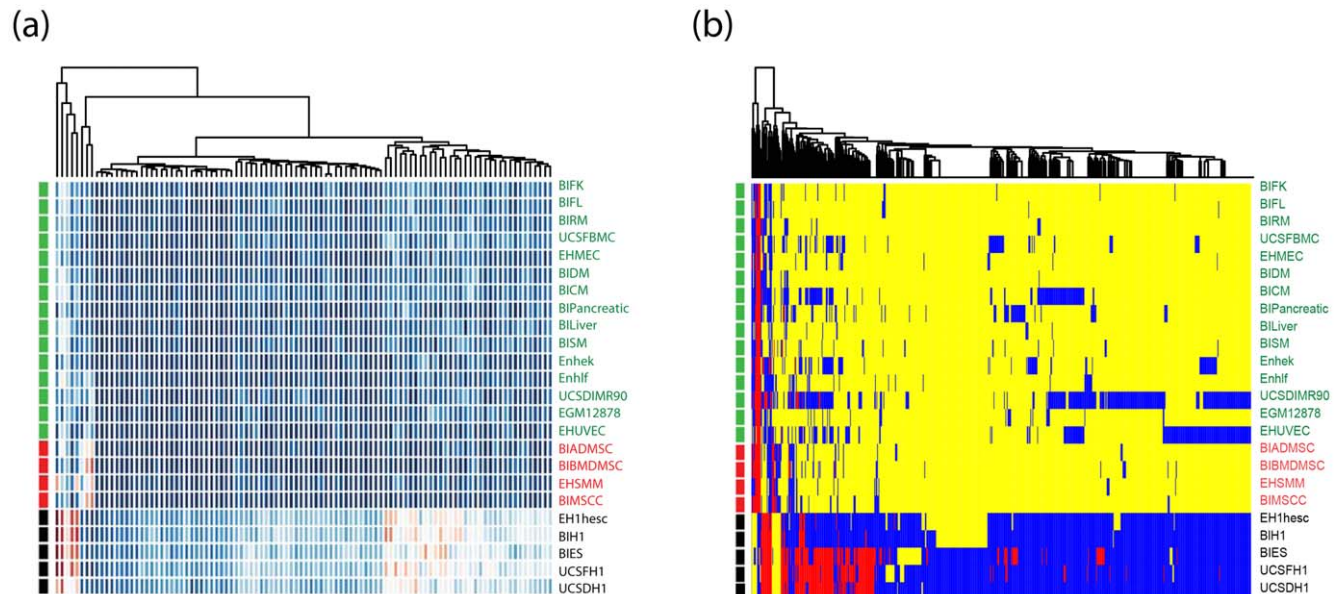 (a)
(b)
BIFK
BIFL
BIRM
UCSFBMC
EHMEC
BIDM
BICM
BIPancreatic
BILiver
BISM
Enhek
Enhlf
UCSDIMR90
EGM12878
EHUVEC
BIADMSC
BIBMDMSC
EHSMM
BIMSCC
EH1hesc
BIH1
BIES
UCSFH1
UCSDH1
BIFK
BIFL
BIRM
UCSFBMC
EHMEC
BIDM
BICM
BIPancreatic
BILiver
BISM
Enhek
Enhlf
UCSDIMR90
EGM12878
EHUVEC
BIADMSC
BIBMDMSC
EHSMM
BIMSCC
EH1hesc
BIH1
BIES
UCSFH1
UCSDH1